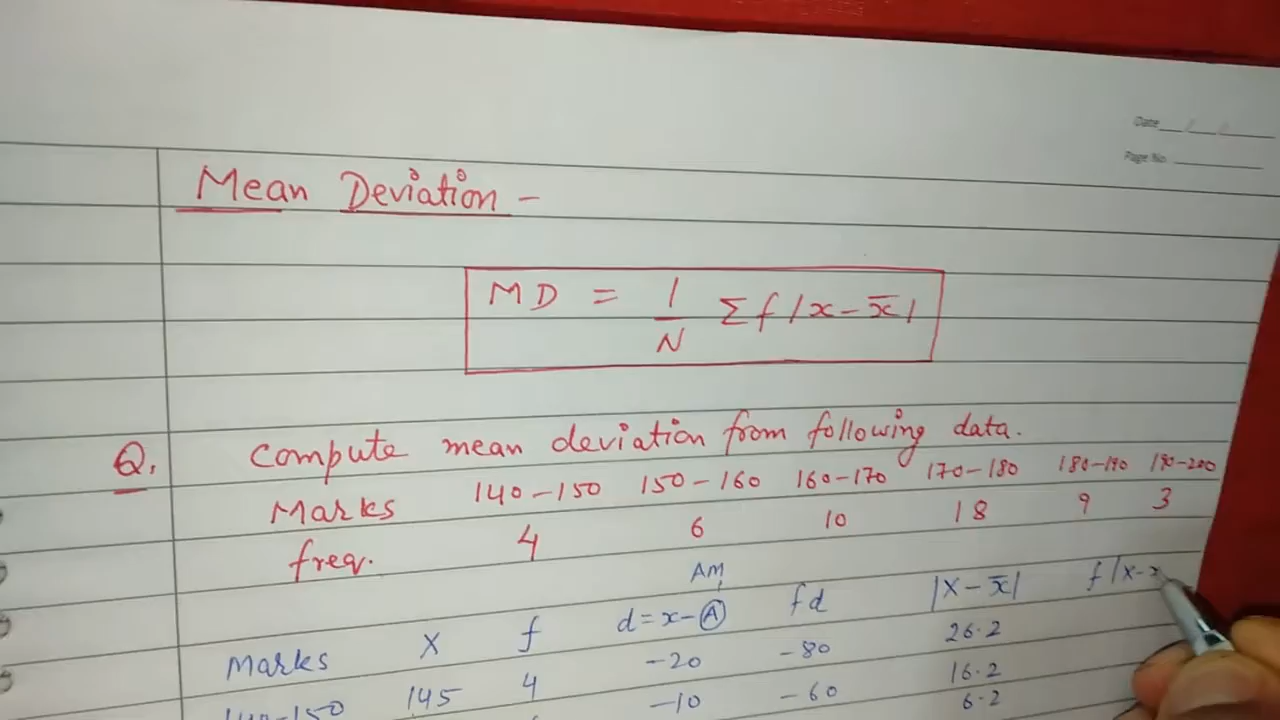 Date
Page No.
Mean Deviation -
MD = 1/N Σf|x-x̄|
Q. Compute mean deviation from following data.
Marks 140-150 150-160 160-170 170-180 180-190 190-200
freq. 4 6 10 18 9 3
AM
Marks X f d=x-A fd |X-x̄| f|X-x
145 4 -20 -80 26.2
-10 -60 16.2
6.2